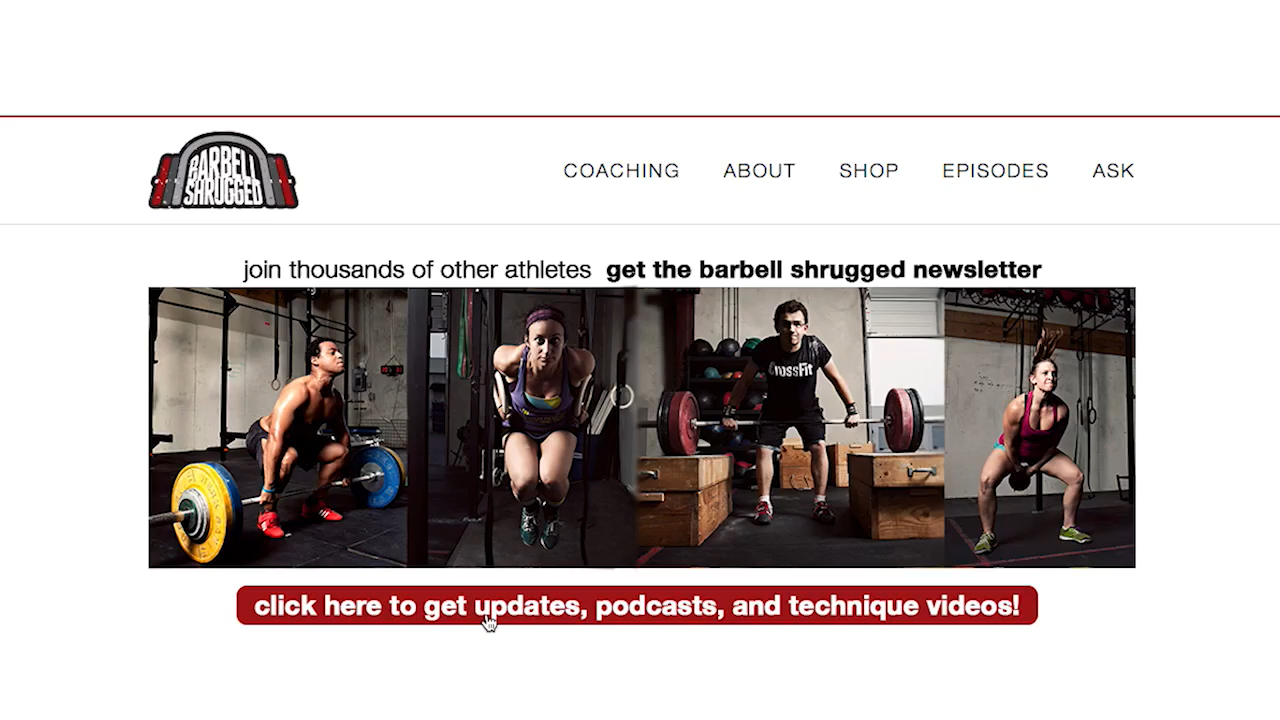 BARBELL
SHRUGGED
COACHING ABOUT SHOP EPISODES ASK
join thousands of other athletes get the barbell shrugged newsletter
CrossFit
click here to get updates, podcasts, and technique videos!